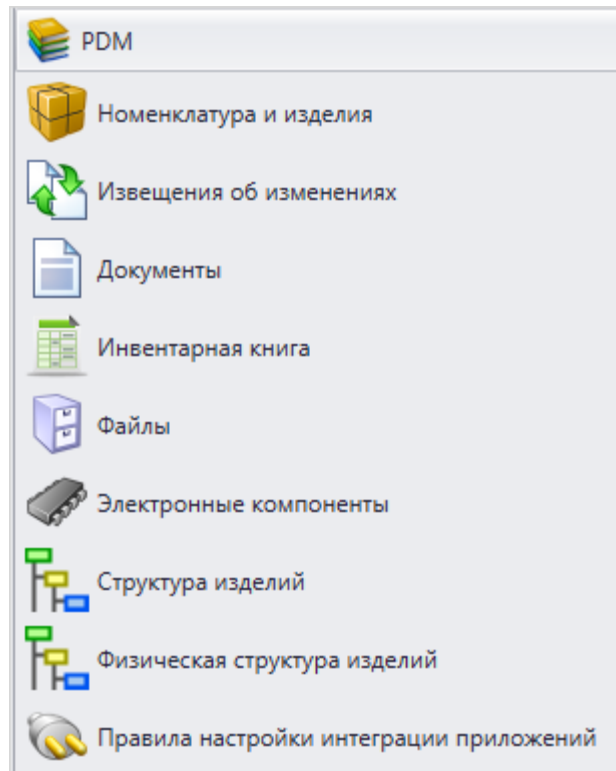 PDM
Номенклатура и изделия
Извещения об изменениях
Документы
Инвентарная книга
Файлы
Электронные компоненты
Структура изделий
Физическая структура изделий
Правила настройки интеграции приложений